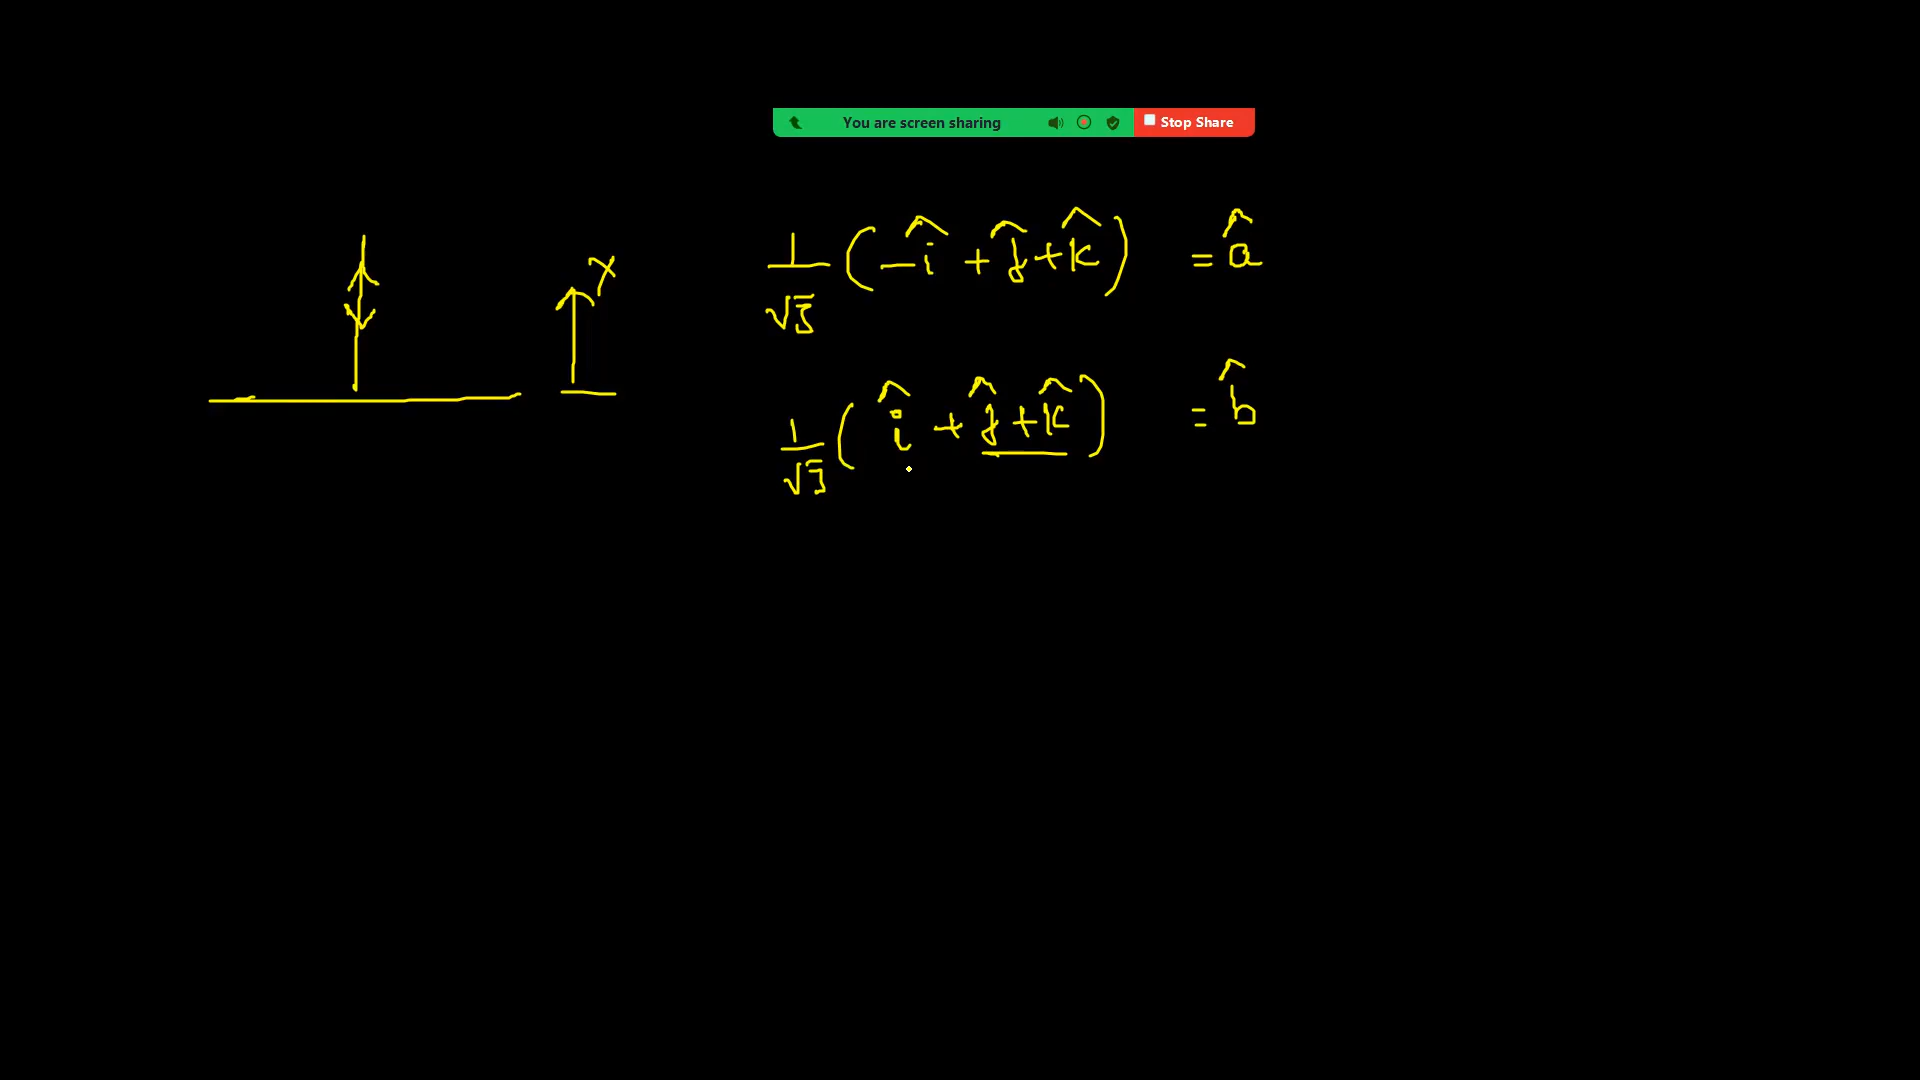 You are screen sharing Stop Share
x
1/√3 (-î + ĵ + k̂) = â
1/√3 (î + ĵ + k̂) = b̂